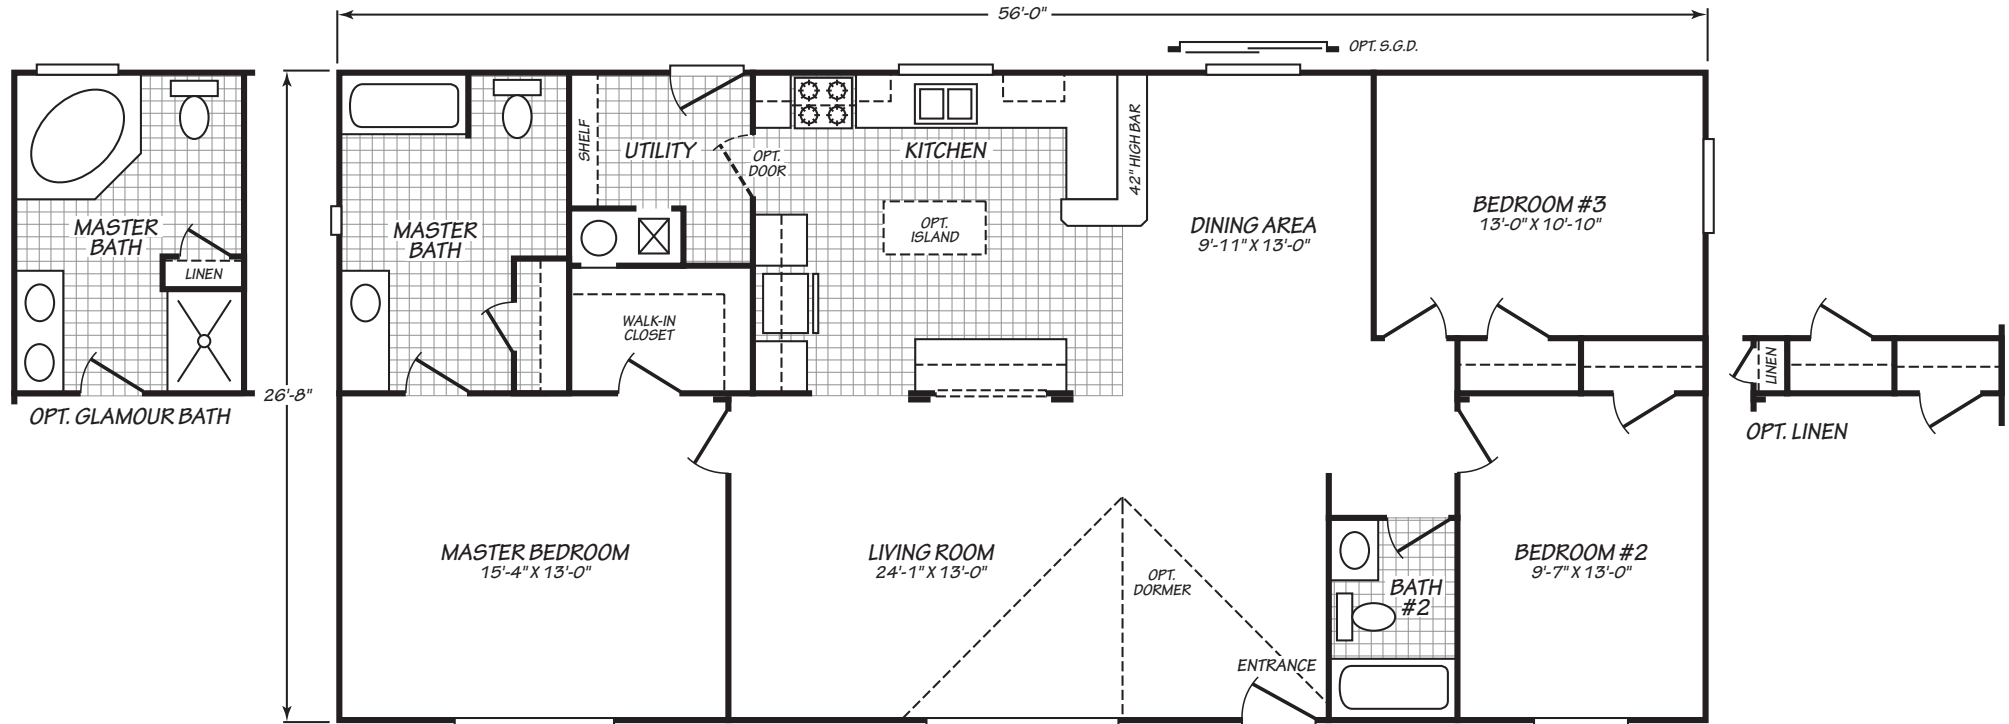 56'-0"
OPT. S.G.D.
SHELF
UTILITY
OPT.
DOOR
KITCHEN
42" HIGH BAR
MASTER
BATH
LINEN
OPT. GLAMOUR BATH
26'-8"
MASTER
BATH
WALK-IN
CLOSET
OPT.
ISLAND
DINING AREA
9'-11" X 13'-0"
BEDROOM #3
13'-0" X 10'-10"
LINEN
OPT. LINEN
MASTER BEDROOM
15'-4" X 13'-0"
LIVING ROOM
24'-1" X 13'-0"
OPT.
DORMER
ENTRANCE
BATH
#2
BEDROOM #2
9'-7" X 13'-0"